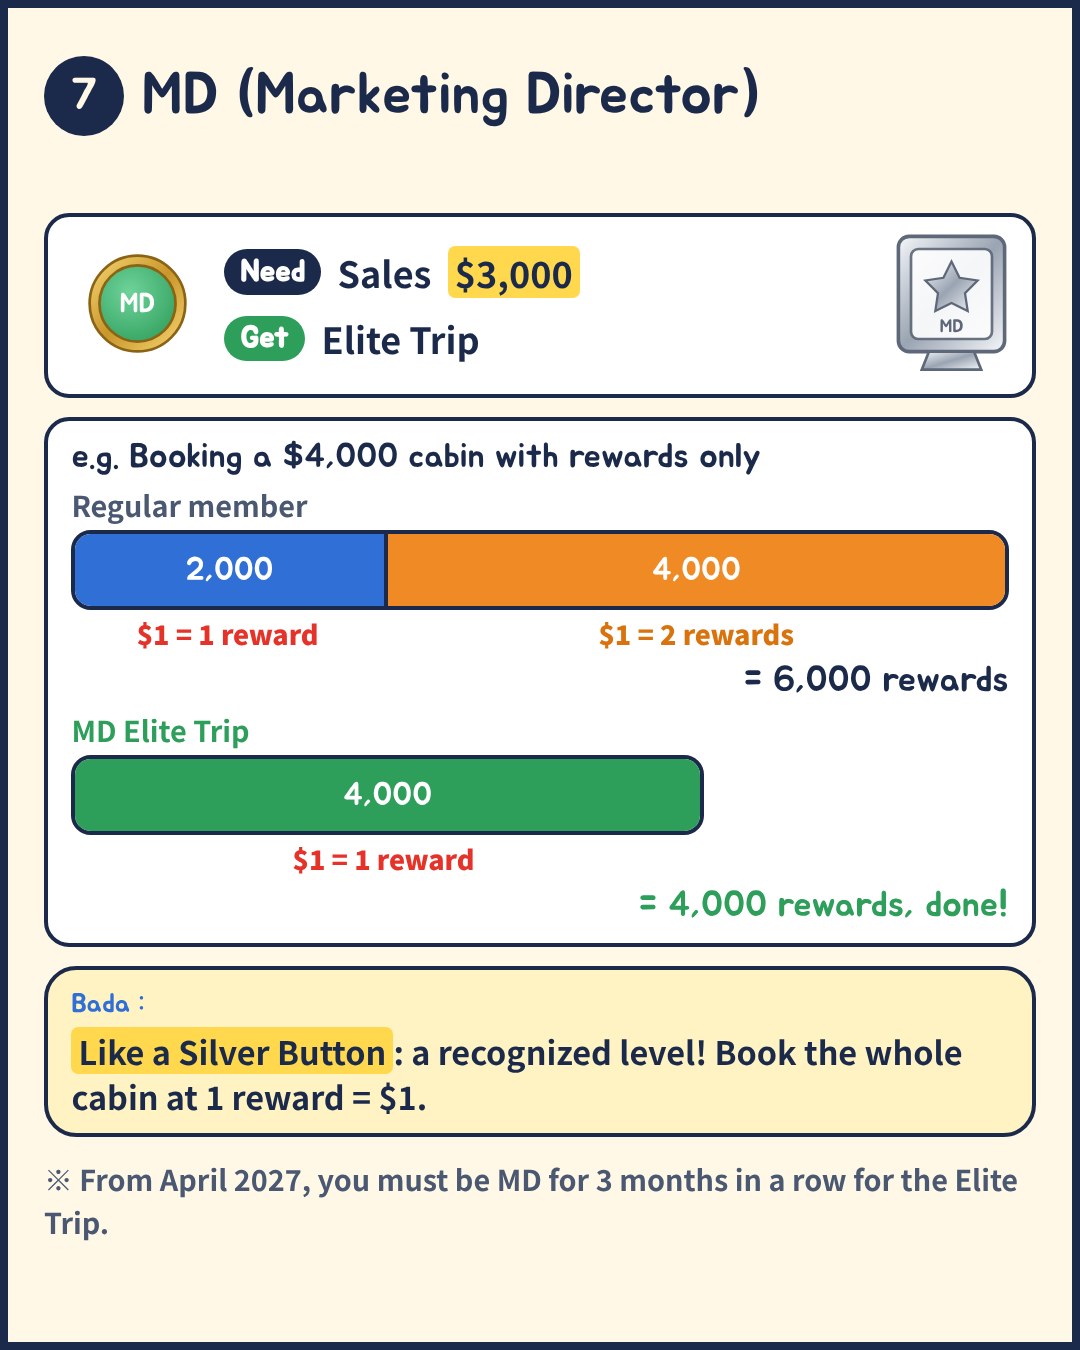 7 MD (Marketing Director)
MD
Need Sales $3,000
Get Elite Trip
MD
e.g. Booking a $4,000 cabin with rewards only
Regular member
2,000 4,000
$1 = 1 reward $1 = 2 rewards
= 6,000 rewards
MD Elite Trip
4,000
$1 = 1 reward
= 4,000 rewards, done!
Bada :
Like a Silver Button : a recognized level! Book the whole
cabin at 1 reward = $1.
※ From April 2027, you must be MD for 3 months in a row for the Elite
Trip.